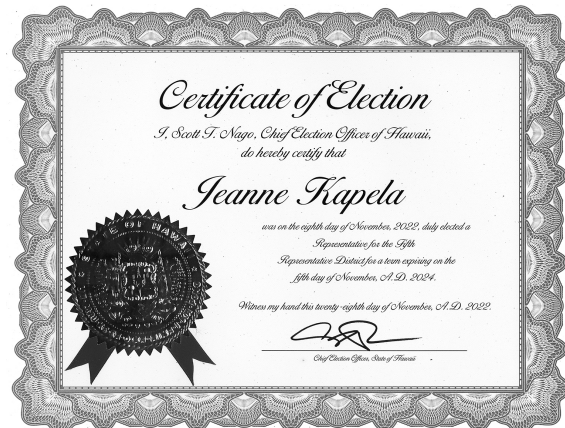 Certificate of Election
I, Scott T. Nago, Chief Election Officer of Hawaii,
do hereby certify that
Jeanne Kapela
was on the eighth day of November, 2022, duly elected a
Representative for the Fifth
Representative District for a term expiring on the
fifth day of November, A.D. 2024.
Witness my hand this twenty-eighth day of November, A.D. 2022.
Chief Election Officer, State of Hawaii